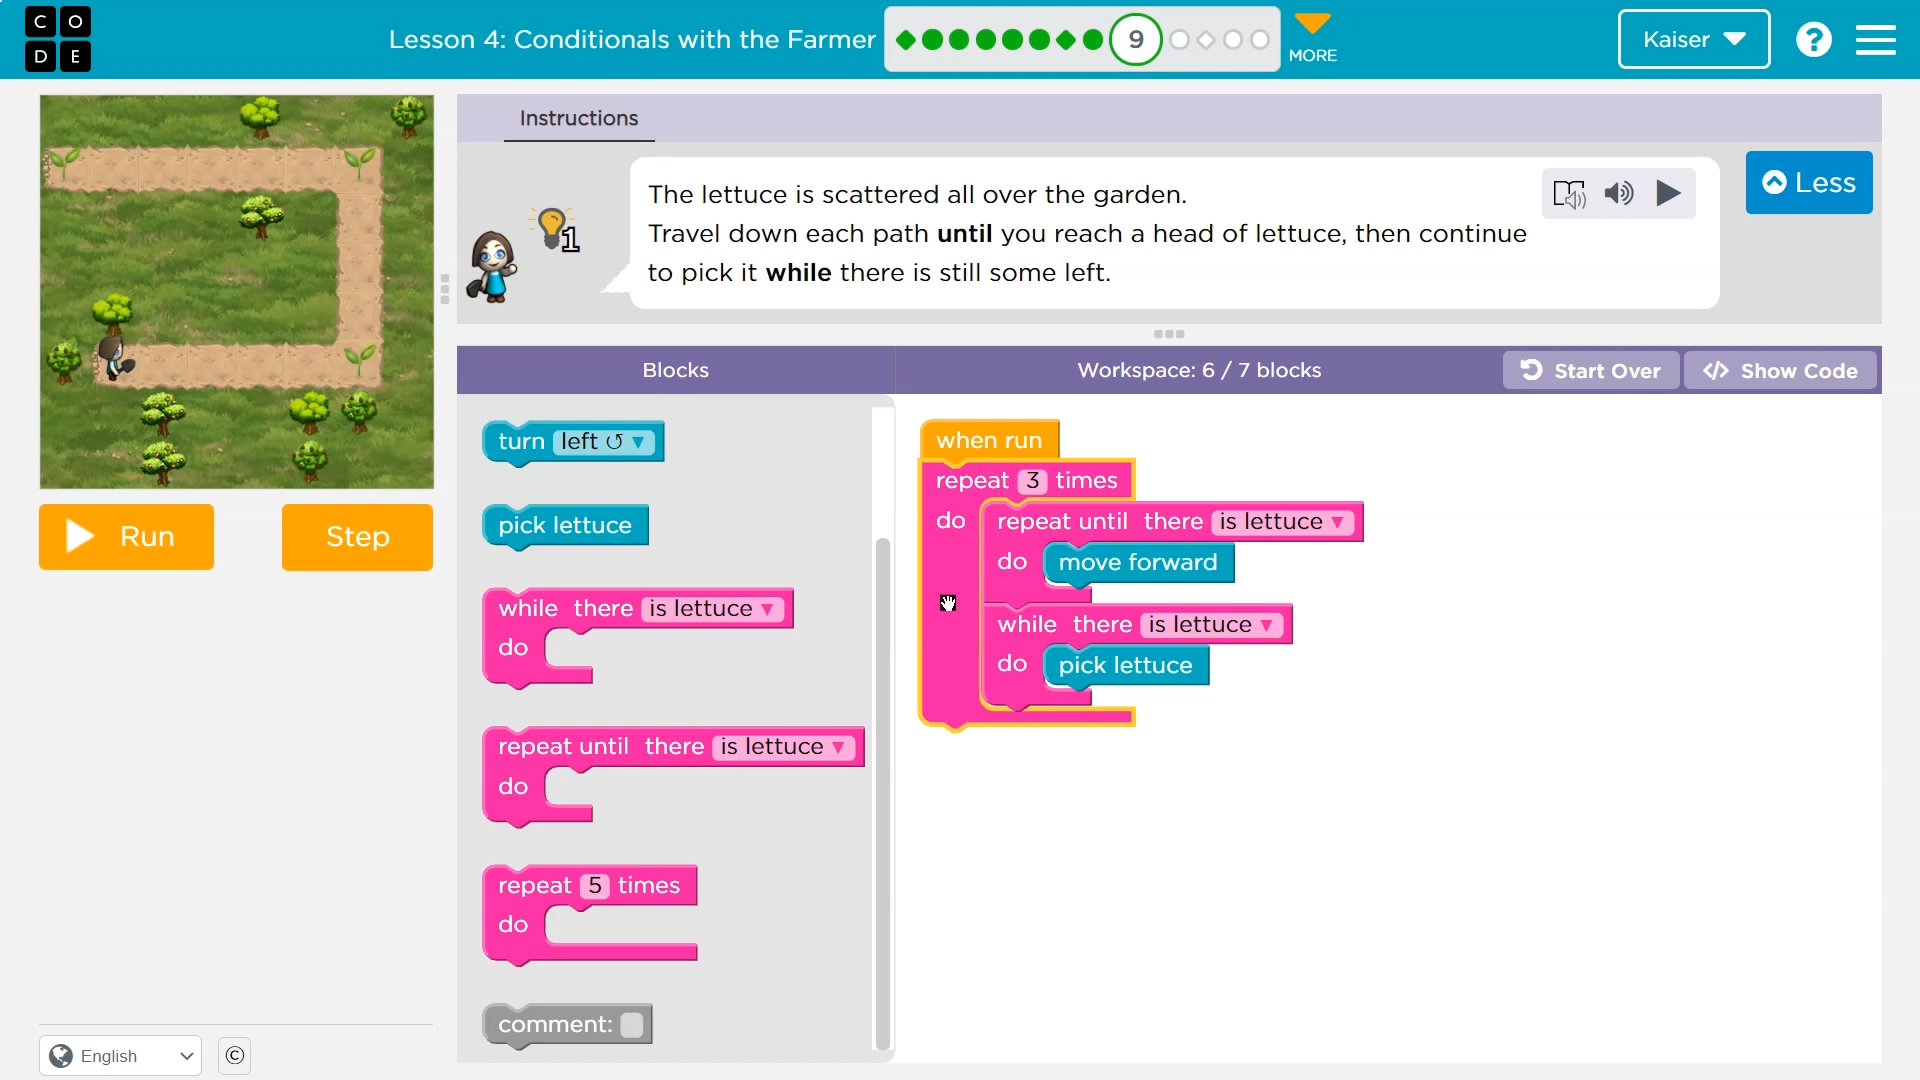 C O
D E
Lesson 4: Conditionals with the Farmer
9
MORE
Kaiser
?
Instructions
1
The lettuce is scattered all over the garden.
Travel down each path until you reach a head of lettuce, then continue
to pick it while there is still some left.
Less
Blocks
Workspace: 6 / 7 blocks
Start Over
</> Show Code
Run
Step
turn left ↺ ▼
pick lettuce
while there is lettuce ▼
do
repeat until there is lettuce ▼
do
repeat 5 times
do
comment:
when run
repeat 3 times
do
repeat until there is lettuce ▼
do move forward
while there is lettuce ▼
do pick lettuce
English
©